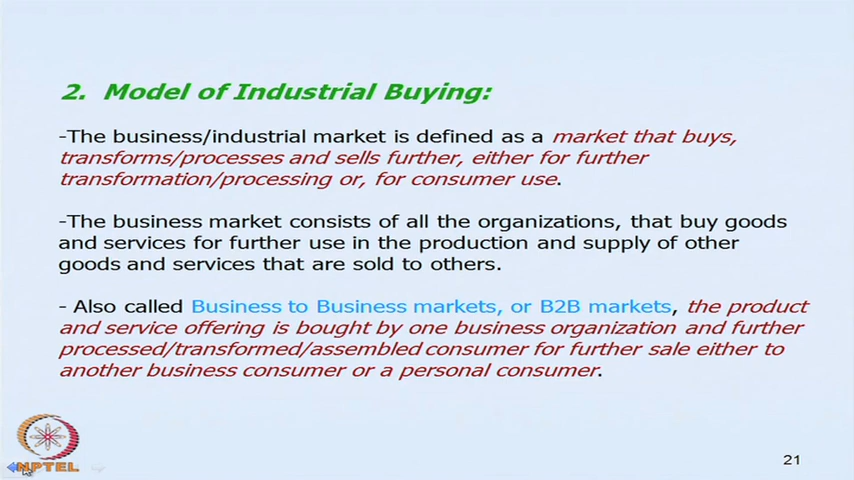 2. Model of Industrial Buying:
-The business/industrial market is defined as a market that buys,
transforms/processes and sells further, either for further
transformation/processing or, for consumer use.
-The business market consists of all the organizations, that buy goods
and services for further use in the production and supply of other
goods and services that are sold to others.
- Also called Business to Business markets, or B2B markets, the product
and service offering is bought by one business organization and further
processed/transformed/assembled consumer for further sale either to
another business consumer or a personal consumer.
NPTEL
21